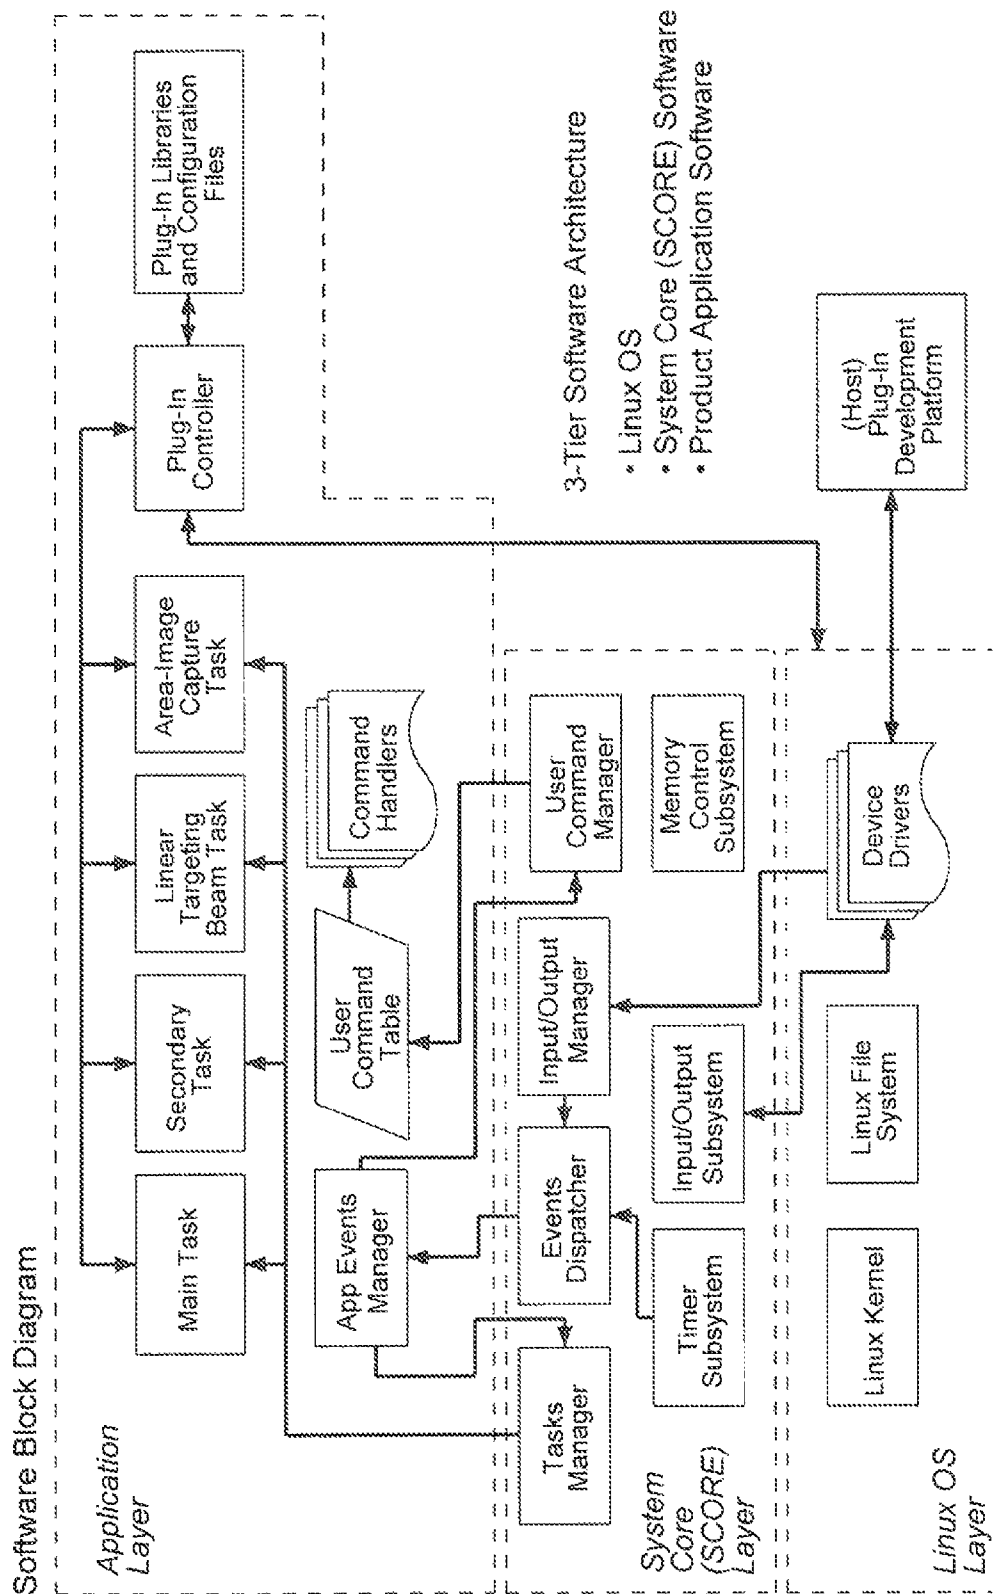 Software Block Diagram
Application
Layer
Main Task
Secondary
Task
Linear
Targeting
Beam Task
Area-Image
Capture
Task
Plug-In
Controller
Plug-In Libraries
and Configuration
Files
App Events
Manager
User
Command
Table
Command
Handlers
System
Core
(SCORE)
Layer
Tasks
Manager
Events
Dispatcher
Input/Output
Manager
User
Command
Manager
Timer
Subsystem
Input/Output
Subsystem
Memory
Control
Subsystem
3-Tier Software Architecture
• Linux OS
• System Core (SCORE) Software
• Product Application Software
Linux OS
Layer
Linux Kernel
Linux File
System
Device
Drivers
(Host)
Plug-In
Development
Platform